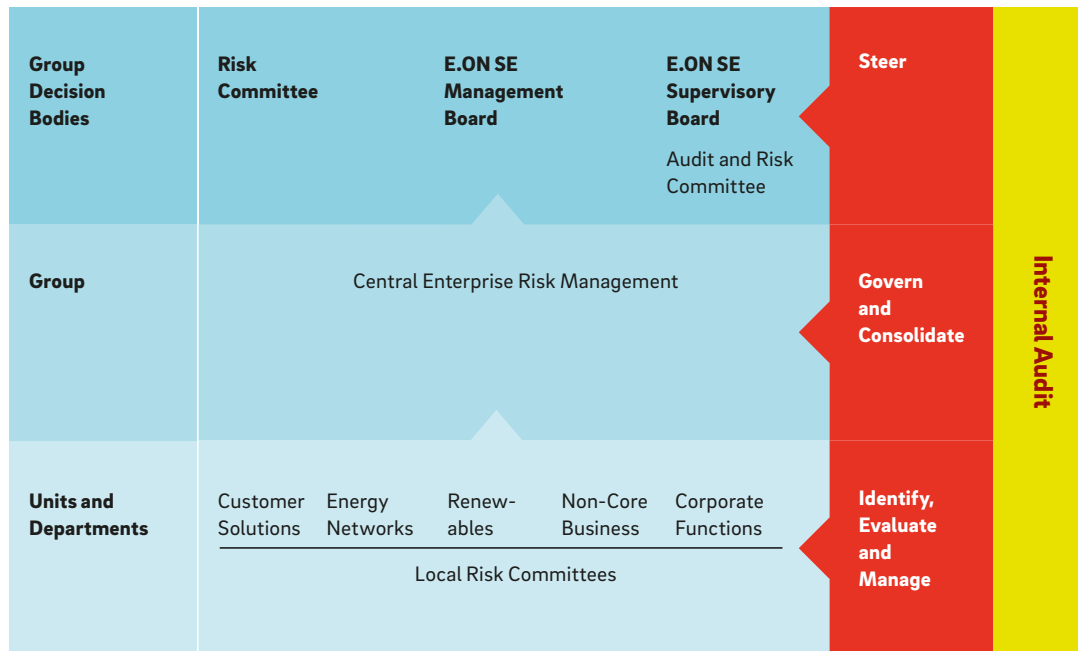 Group
Decision
Bodies
Risk
Committee
E.ON SE
Management
Board
E.ON SE
Supervisory
Board
Audit and Risk
Committee
Steer
Group
Central Enterprise Risk Management
Govern
and
Consolidate
Internal Audit
Units and
Departments
Customer
Solutions
Energy
Networks
Renew-
ables
Non-Core
Business
Corporate
Functions
Local Risk Committees
Identify,
Evaluate
and
Manage